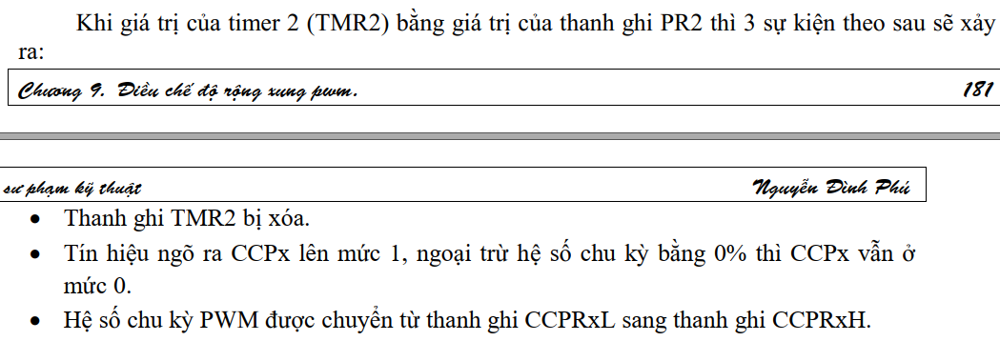 Khi giá trị của timer 2 (TMR2) bằng giá trị của thanh ghi PR2 thì 3 sự kiện theo sau sẽ xảy
ra:
Chương 9. Điều chế độ rộng xung pwm. 181
sư phạm kỹ thuật Nguyễn Đình Phú
• Thanh ghi TMR2 bị xóa.
• Tín hiệu ngõ ra CCPx lên mức 1, ngoại trừ hệ số chu kỳ bằng 0% thì CCPx vẫn ở
mức 0.
• Hệ số chu kỳ PWM được chuyển từ thanh ghi CCPRxL sang thanh ghi CCPRxH.